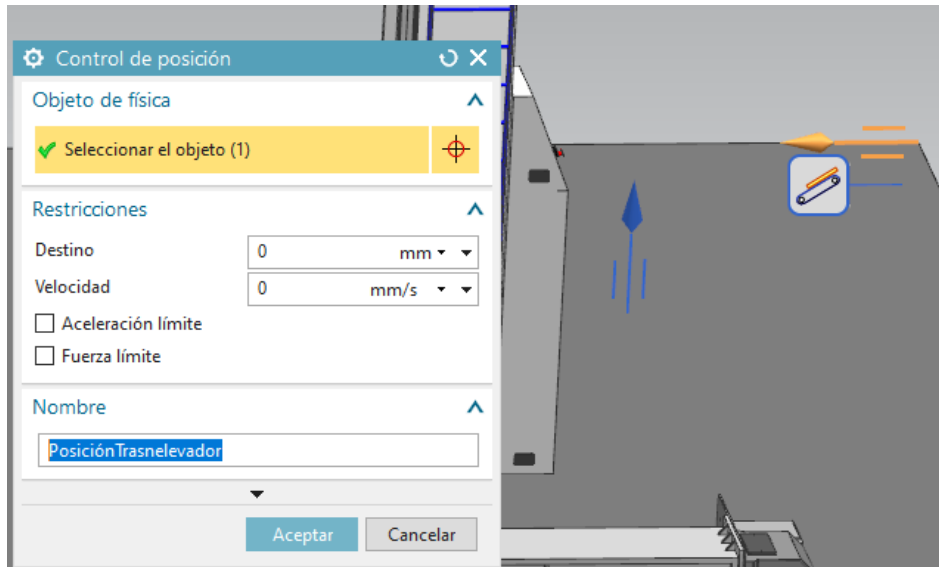 Control de posición
Objeto de física
Seleccionar el objeto (1)
Restricciones
Destino 0 mm
Velocidad 0 mm/s
Aceleración límite
Fuerza límite
Nombre
PosiciónTrasnelevador
Aceptar Cancelar